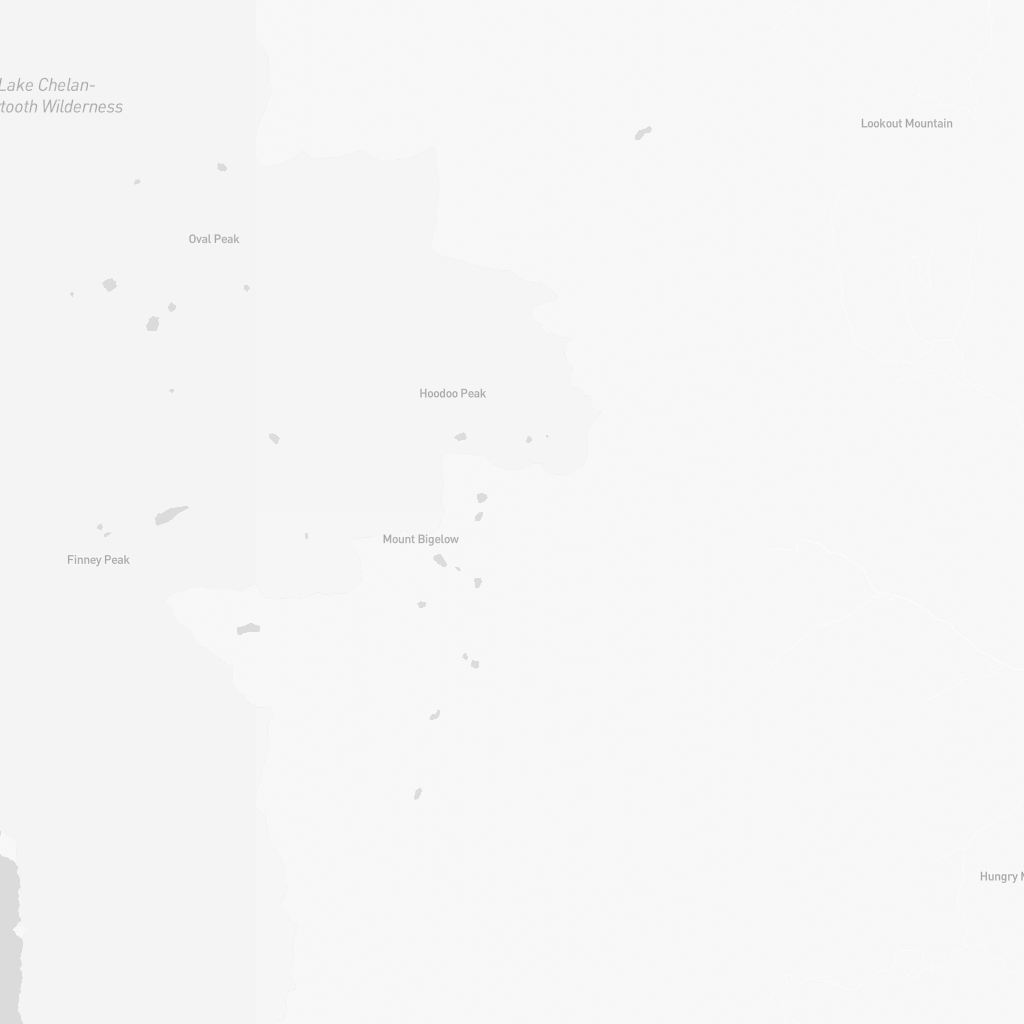 Lake Chelan-
tooth Wilderness
Lookout Mountain
Oval Peak
Hoodoo Peak
Mount Bigelow
Finney Peak
Hungry